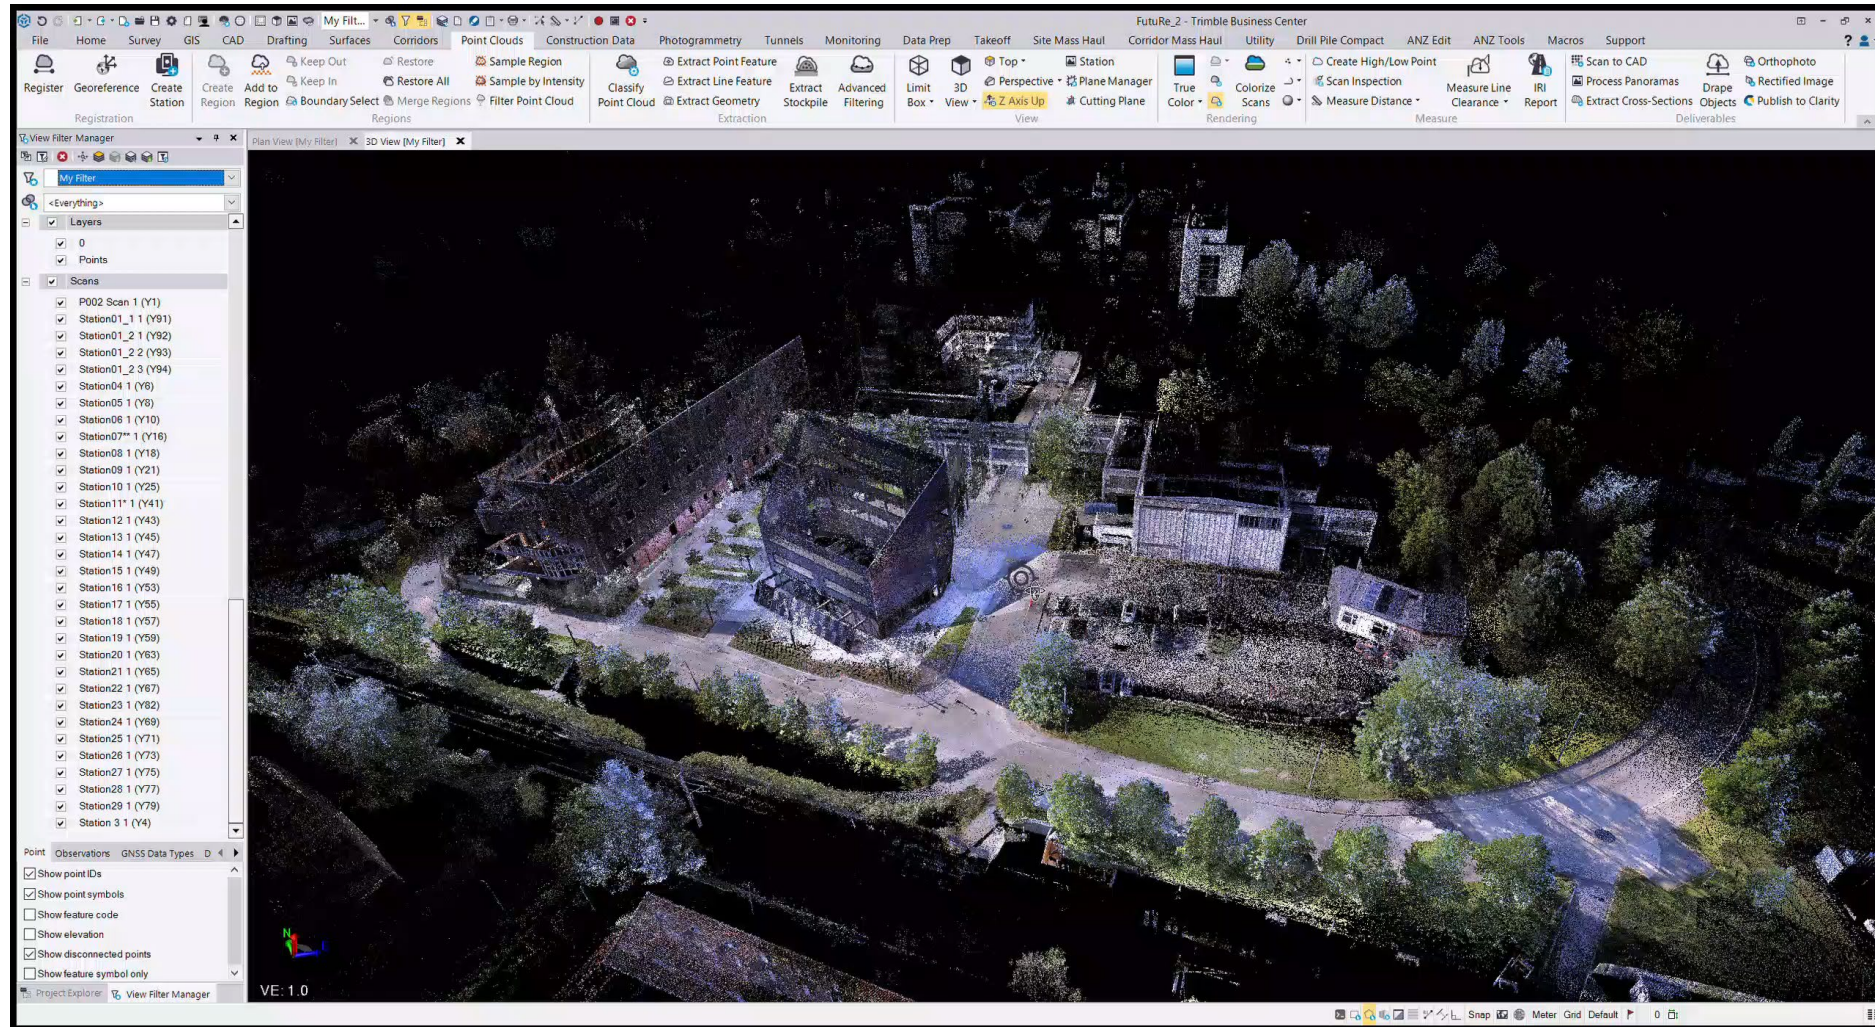 My Filt...
FutuRe_2 - Trimble Business Center
File Home Survey GIS CAD Drafting Surfaces Corridors Point Clouds Construction Data Photogrammetry Tunnels Monitoring Data Prep Takeoff Site Mass Haul Corridor Mass Haul Utility Drill Pile Compact ANZ Edit ANZ Tools Macros Support
Register
Georeference
Create Station
Registration
Create Region
Add to Region
Keep Out
Keep In
Boundary Select
Restore
Restore All
Merge Regions
Sample Region
Sample by Intensity
Filter Point Cloud
Regions
Classify Point Cloud
Extract Point Feature
Extract Line Feature
Extract Geometry
Extract Stockpile
Advanced Filtering
Extraction
Limit Box
3D View
Top
Perspective
Z Axis Up
Station
Plane Manager
Cutting Plane
View
True Color
Colorize Scans
Rendering
Create High/Low Point
Scan Inspection
Measure Distance
Measure Line Clearance
IRI Report
Measure
Scan to CAD
Process Panoramas
Extract Cross-Sections
Drape Objects
Orthophoto
Rectified Image
Publish to Clarity
Deliverables
View Filter Manager
Plan View [My Filter]
3D View [My Filter]
My Filter
<Everything>
Layers
0
Points
Scans
P002 Scan 1 (Y1)
Station01_1 1 (Y91)
Station01_2 1 (Y92)
Station01_2 2 (Y93)
Station01_2 3 (Y94)
Station04 1 (Y6)
Station05 1 (Y8)
Station06 1 (Y10)
Station07** 1 (Y16)
Station08 1 (Y18)
Station09 1 (Y21)
Station10 1 (Y25)
Station11* 1 (Y41)
Station12 1 (Y43)
Station13 1 (Y45)
Station14 1 (Y47)
Station15 1 (Y49)
Station16 1 (Y53)
Station17 1 (Y55)
Station18 1 (Y57)
Station19 1 (Y59)
Station20 1 (Y63)
Station21 1 (Y65)
Station22 1 (Y67)
Station23 1 (Y82)
Station24 1 (Y69)
Station25 1 (Y71)
Station26 1 (Y73)
Station27 1 (Y75)
Station28 1 (Y77)
Station29 1 (Y79)
Station 3 1 (Y4)
Point Observations GNSS Data Types D
Show point IDs
Show point symbols
Show feature code
Show elevation
Show disconnected points
Show feature symbol only
Project Explorer View Filter Manager
N
VE: 1.0
Snap Meter Grid Default 0